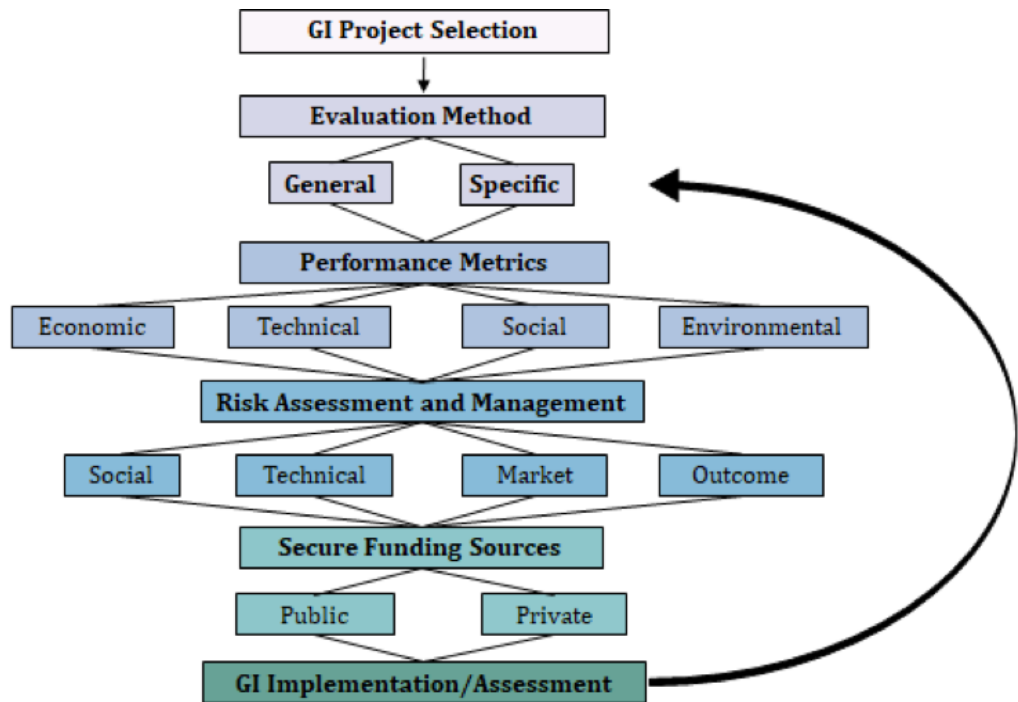 GI Project Selection
Evaluation Method
General
Specific
Performance Metrics
Economic
Technical
Social
Environmental
Risk Assessment and Management
Social
Technical
Market
Outcome
Secure Funding Sources
Public
Private
GI Implementation/Assessment